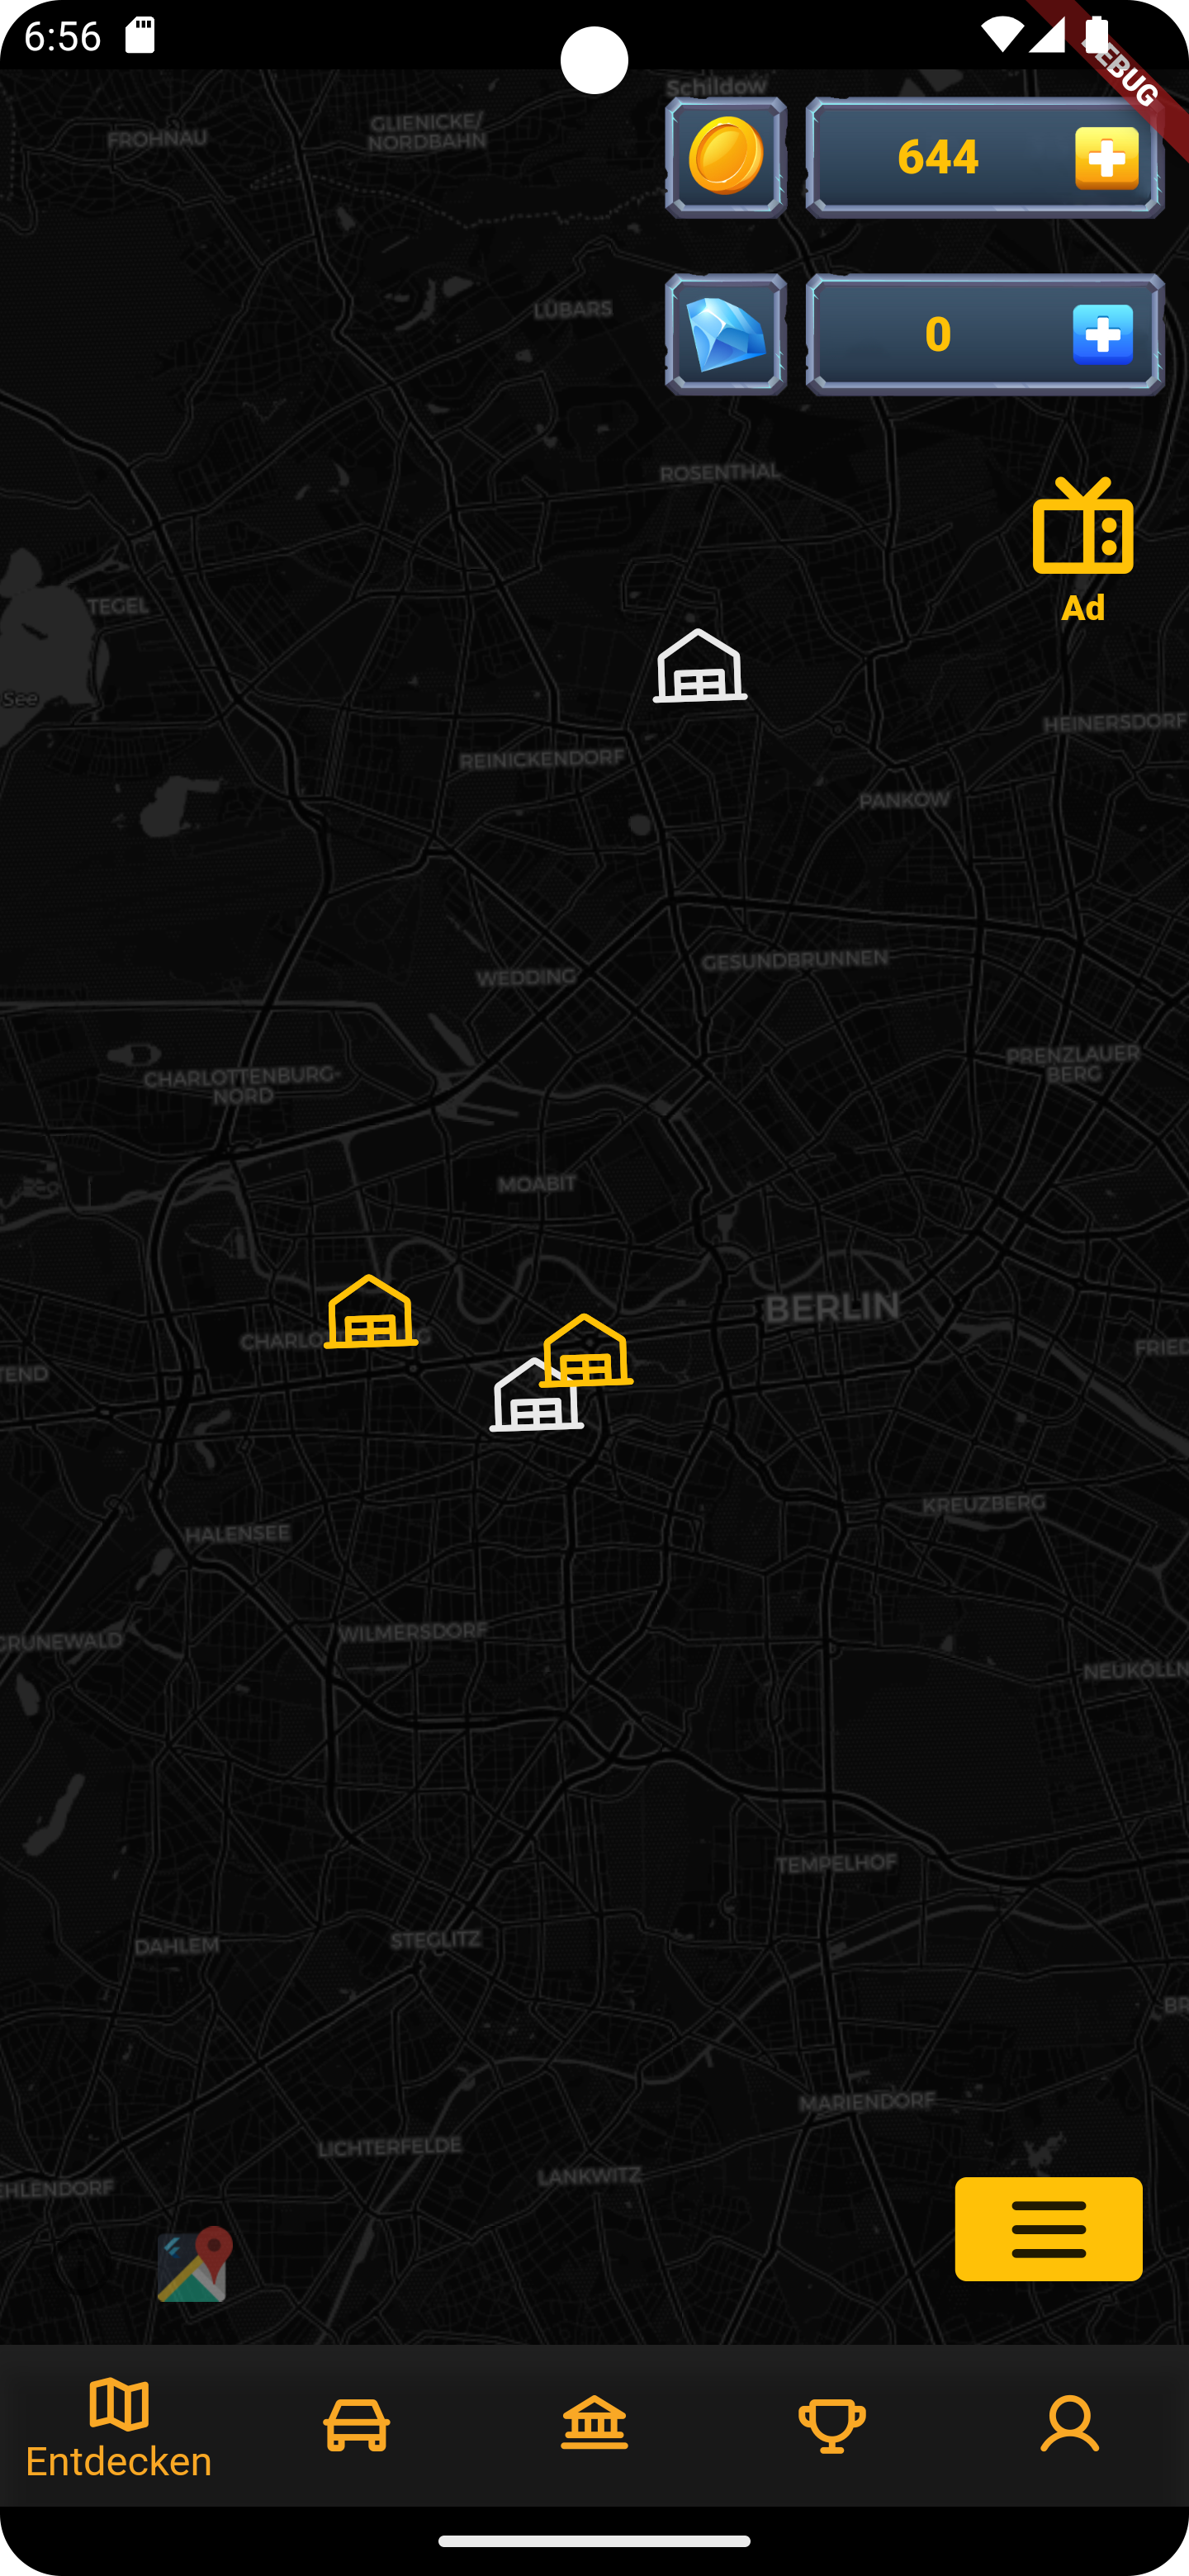 6:56
DEBUG
Schildow
FROHNAU
GLIENICKE/
NORDBAHN
644
LÜBARS
0
ROSENTHAL
TEGEL
Ad
See
HEINERSDORF
REINICKENDORF
PANKOW
WEDDING
GESUNDBRUNNEN
PRENZLAUER
BERG
CHARLOTTENBURG-
NORD
MOABIT
BERLIN
CHARLO
G
FRIED
TEND
KREUZBERG
HALENSEE
WILMERSDORF
GRUNEWALD
NEUKÖLLN
TEMPELHOF
DAHLEM
STEGLITZ
BR
MARIENDORF
LICHTERFELDE
LANKWITZ
EHLENDORF
Entdecken